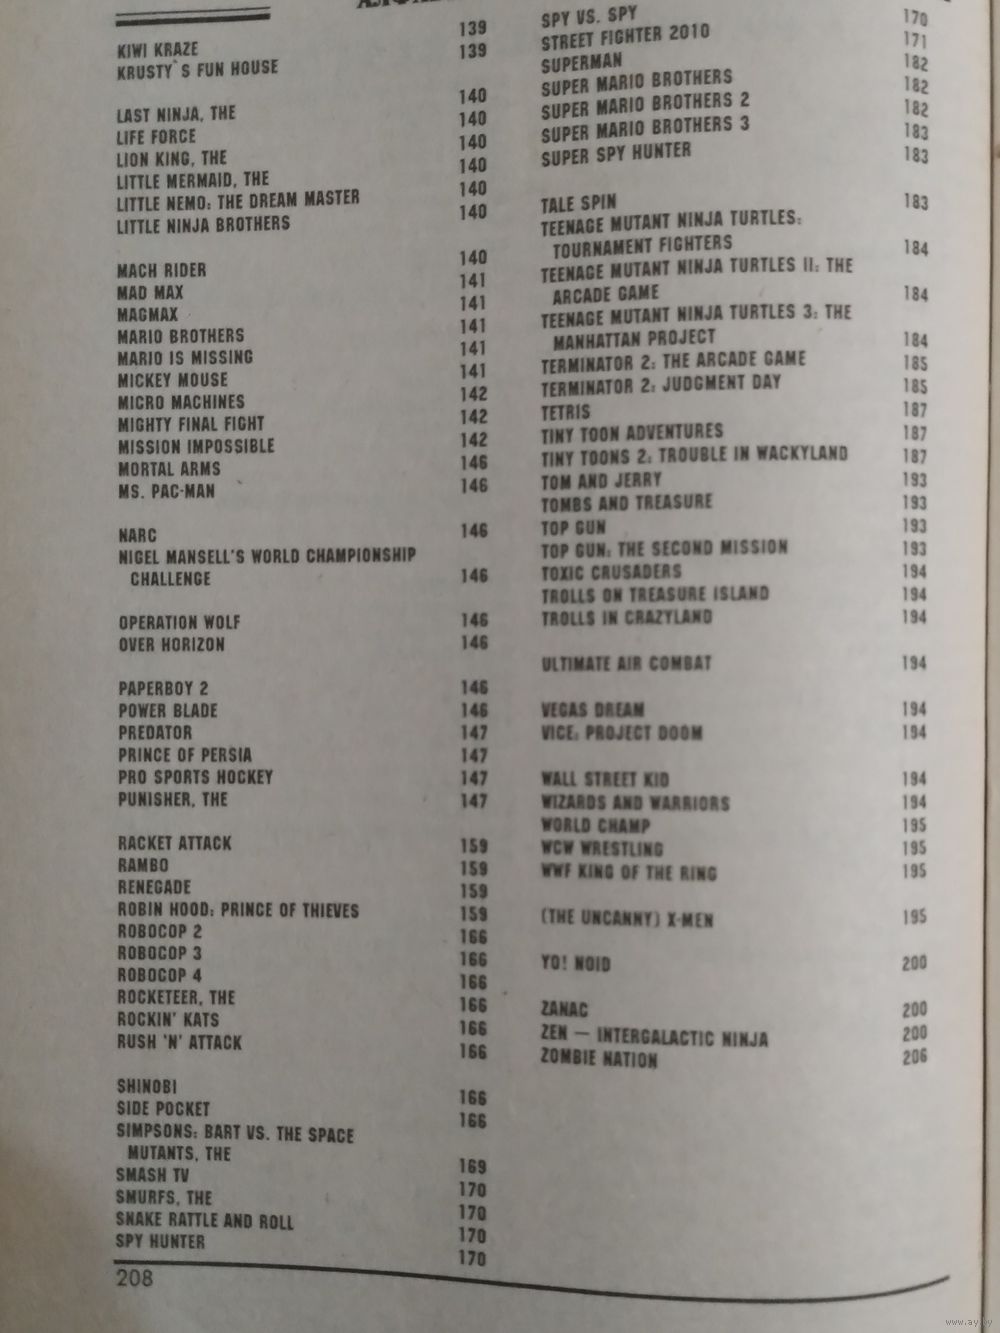 KIWI KRAZE 139
KRUSTY`S FUN HOUSE 139
LAST NINJA, THE 140
LIFE FORCE 140
LION KING, THE 140
LITTLE MERMAID, THE 140
LITTLE NEMO: THE DREAM MASTER 140
LITTLE NINJA BROTHERS 140
MACH RIDER 140
MAD MAX 141
MAGMAX 141
MARIO BROTHERS 141
MARIO IS MISSING 141
MICKEY MOUSE 141
MICRO MACHINES 142
MIGHTY FINAL FIGHT 142
MISSION IMPOSSIBLE 142
MORTAL ARMS 146
MS. PAC-MAN 146
NARC 146
NIGEL MANSELL'S WORLD CHAMPIONSHIP
CHALLENGE 146
OPERATION WOLF 146
OVER HORIZON 146
PAPERBOY 2 146
POWER BLADE 146
PREDATOR 147
PRINCE OF PERSIA 147
PRO SPORTS HOCKEY 147
PUNISHER, THE 147
RACKET ATTACK 159
RAMBO 159
RENEGADE 159
ROBIN HOOD: PRINCE OF THIEVES 159
ROBOCOP 2 166
ROBOCOP 3 166
ROBOCOP 4 166
ROCKETEER, THE 166
ROCKIN' KATS 166
RUSH 'N' ATTACK 166
SHINOBI 166
SIDE POCKET 166
SIMPSONS: BART VS. THE SPACE
MUTANTS, THE 169
SMASH TV 170
SMURFS, THE 170
SNAKE RATTLE AND ROLL 170
SPY HUNTER 170
SPY VS. SPY 170
STREET FIGHTER 2010 171
SUPERMAN 182
SUPER MARIO BROTHERS 182
SUPER MARIO BROTHERS 2 182
SUPER MARIO BROTHERS 3 183
SUPER SPY HUNTER 183
TALE SPIN 183
TEENAGE MUTANT NINJA TURTLES:
TOURNAMENT FIGHTERS 184
TEENAGE MUTANT NINJA TURTLES II: THE
ARCADE GAME 184
TEENAGE MUTANT NINJA TURTLES 3: THE
MANHATTAN PROJECT 184
TERMINATOR 2: THE ARCADE GAME 185
TERMINATOR 2: JUDGMENT DAY 185
TETRIS 187
TINY TOON ADVENTURES 187
TINY TOONS 2: TROUBLE IN WACKYLAND 187
TOM AND JERRY 193
TOMBS AND TREASURE 193
TOP GUN 193
TOP GUN: THE SECOND MISSION 193
TOXIC CRUSADERS 194
TROLLS ON TREASURE ISLAND 194
TROLLS IN CRAZYLAND 194
ULTIMATE AIR COMBAT 194
VEGAS DREAM 194
VICE: PROJECT DOOM 194
WALL STREET KID 194
WIZARDS AND WARRIORS 194
WORLD CHAMP 195
WCW WRESTLING 195
WWF KING OF THE RING 195
(THE UNCANNY) X-MEN 195
YO! NOID 200
ZANAC 200
ZEN — INTERGALACTIC NINJA 200
ZOMBIE NATION 206
208
www.ay.by